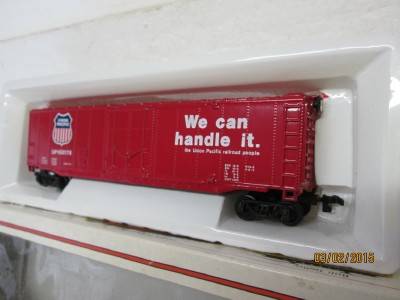 UNION
PACIFIC
We can
handle it.
the Union Pacific railroad people
03/02/2015